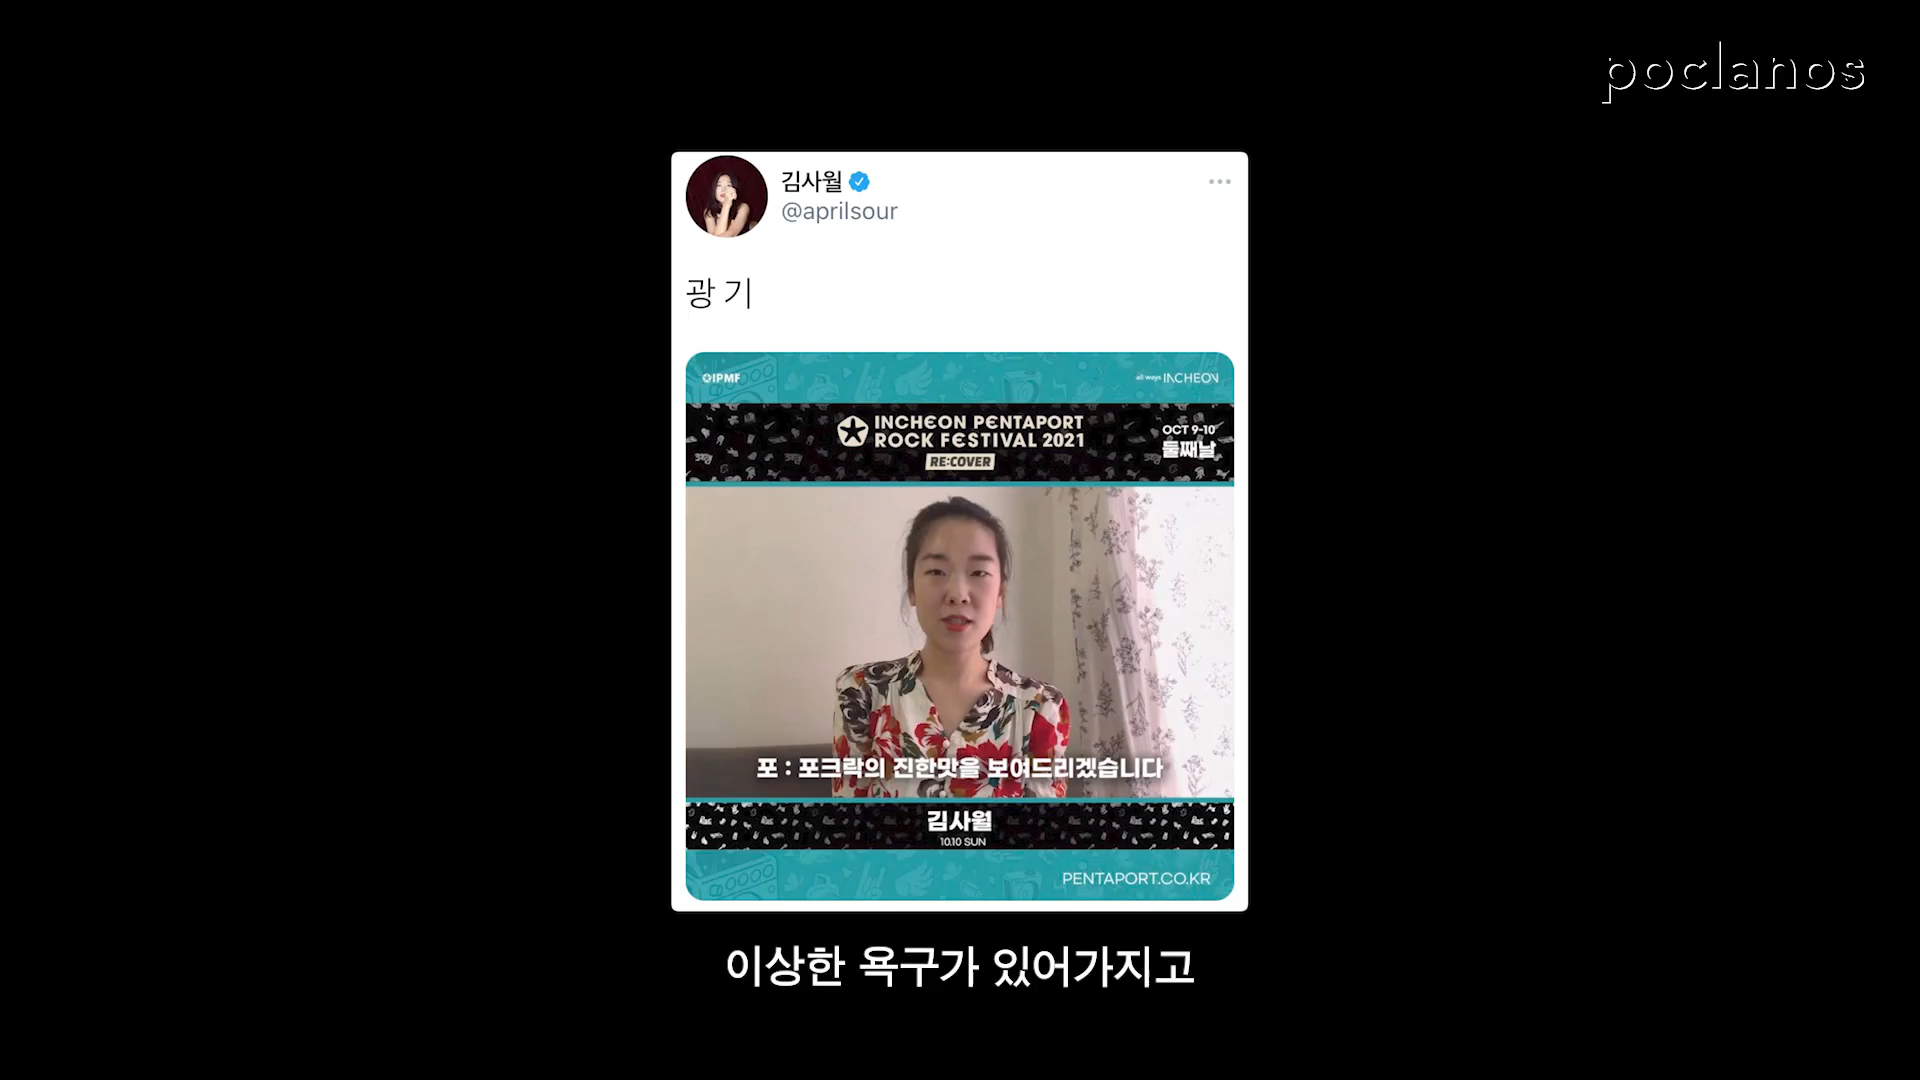 poclanos
김사월
@aprilsour
광 기
IPMF
all ways INCHEON
INCHEON PENTAPORT
ROCK FESTIVAL 2021
RE:COVER
OCT 9-10
둘째날
포 : 포크락의 진한맛을 보여드리겠습니다
김사월
10.10 SUN
PENTAPORT.CO.KR
이상한 욕구가 있어가지고